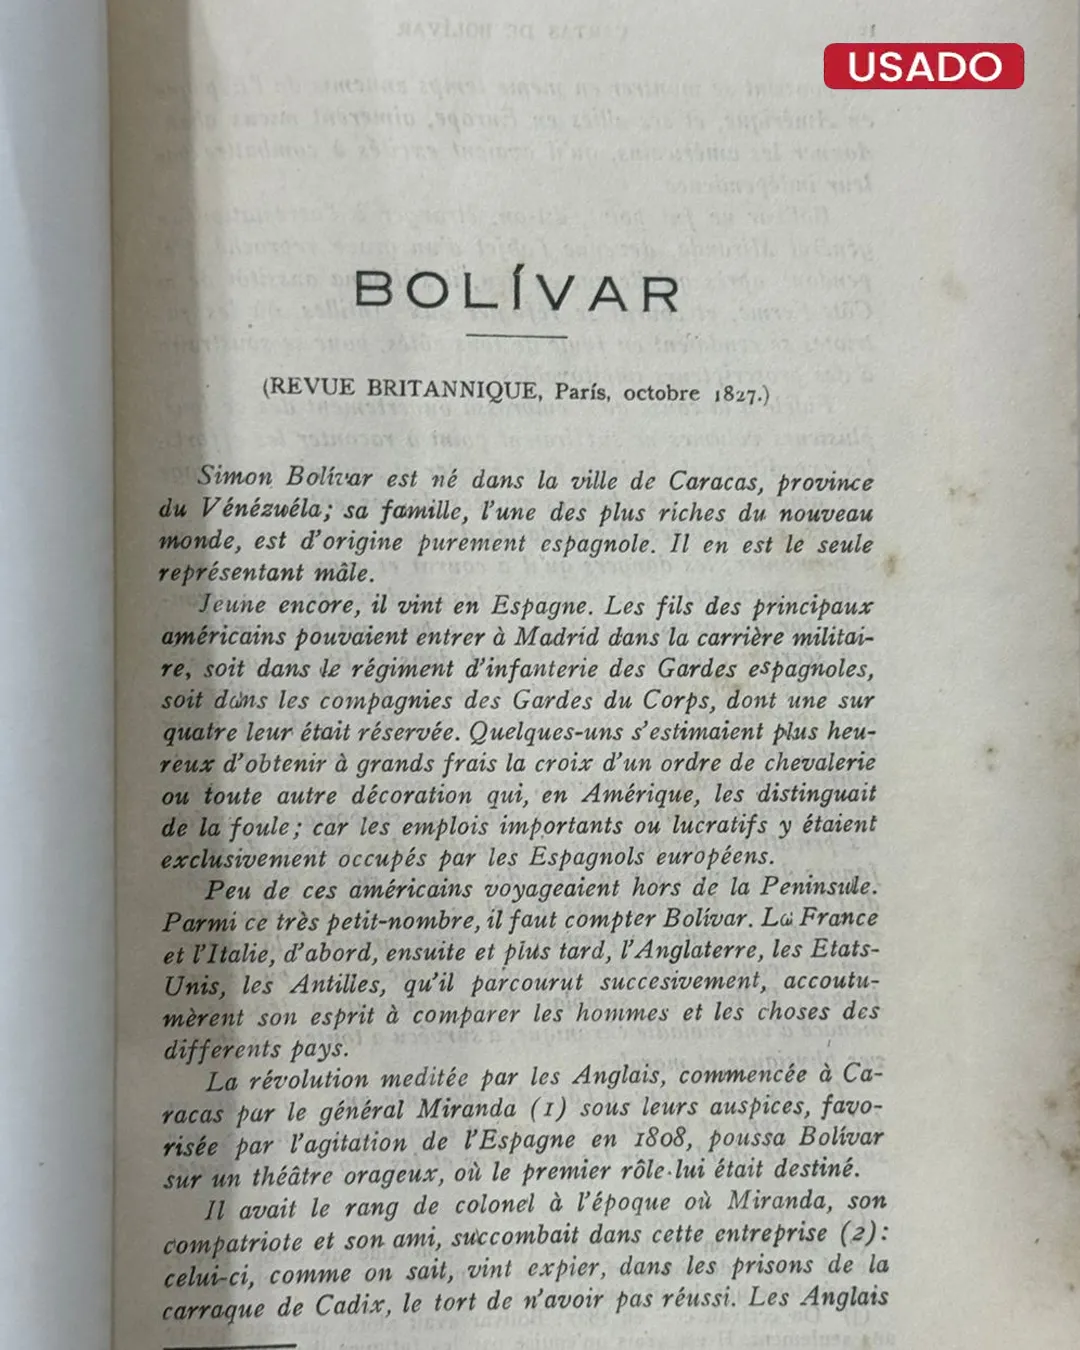 USADO
BOLÍVAR
(REVUE BRITANNIQUE, París, octobre 1827.)
Simon Bolívar est né dans la ville de Caracas, province
du Vénézuéla; sa famille, l'une des plus riches du nouveau
monde, est d'origine purement espagnole. Il en est le seule
représentant mâle.
Jeune encore, il vint en Espagne. Les fils des principaux
américains pouvaient entrer à Madrid dans la carrière militai-
re, soit dans le régiment d'infanterie des Gardes espagnoles,
soit dans les compagnies des Gardes du Corps, dont une sur
quatre leur était réservée. Quelques-uns s'estimaient plus heu-
reux d'obtenir à grands frais la croix d'un ordre de chevalerie
ou toute autre décoration qui, en Amérique, les distinguait
de la foule; car les emplois importants ou lucratifs y étaient
exclusivement occupés par les Espagnols européens.
Peu de ces américains voyageaient hors de la Peninsule.
Parmi ce très petit-nombre, il faut compter Bolívar. La France
et l'Italie, d'abord, ensuite et plus tard, l'Anglaterre, les Etats-
Unis, les Antilles, qu'il parcourut succesivement, accoutu-
mèrent son esprit à comparer les hommes et les choses des
differents pays.
La révolution meditée par les Anglais, commencée à Ca-
racas par le général Miranda (1) sous leurs auspices, favo-
risée par l'agitation de l'Espagne en 1808, poussa Bolívar
sur un théâtre orageux, où le premier rôle lui était destiné.
Il avait le rang de colonel à l'époque où Miranda, son
compatriote et son ami, succombait dans cette entreprise (2):
celui-ci, comme on sait, vint expier, dans les prisons de la
carraque de Cadix, le tort de n'avoir pas réussi. Les Anglais